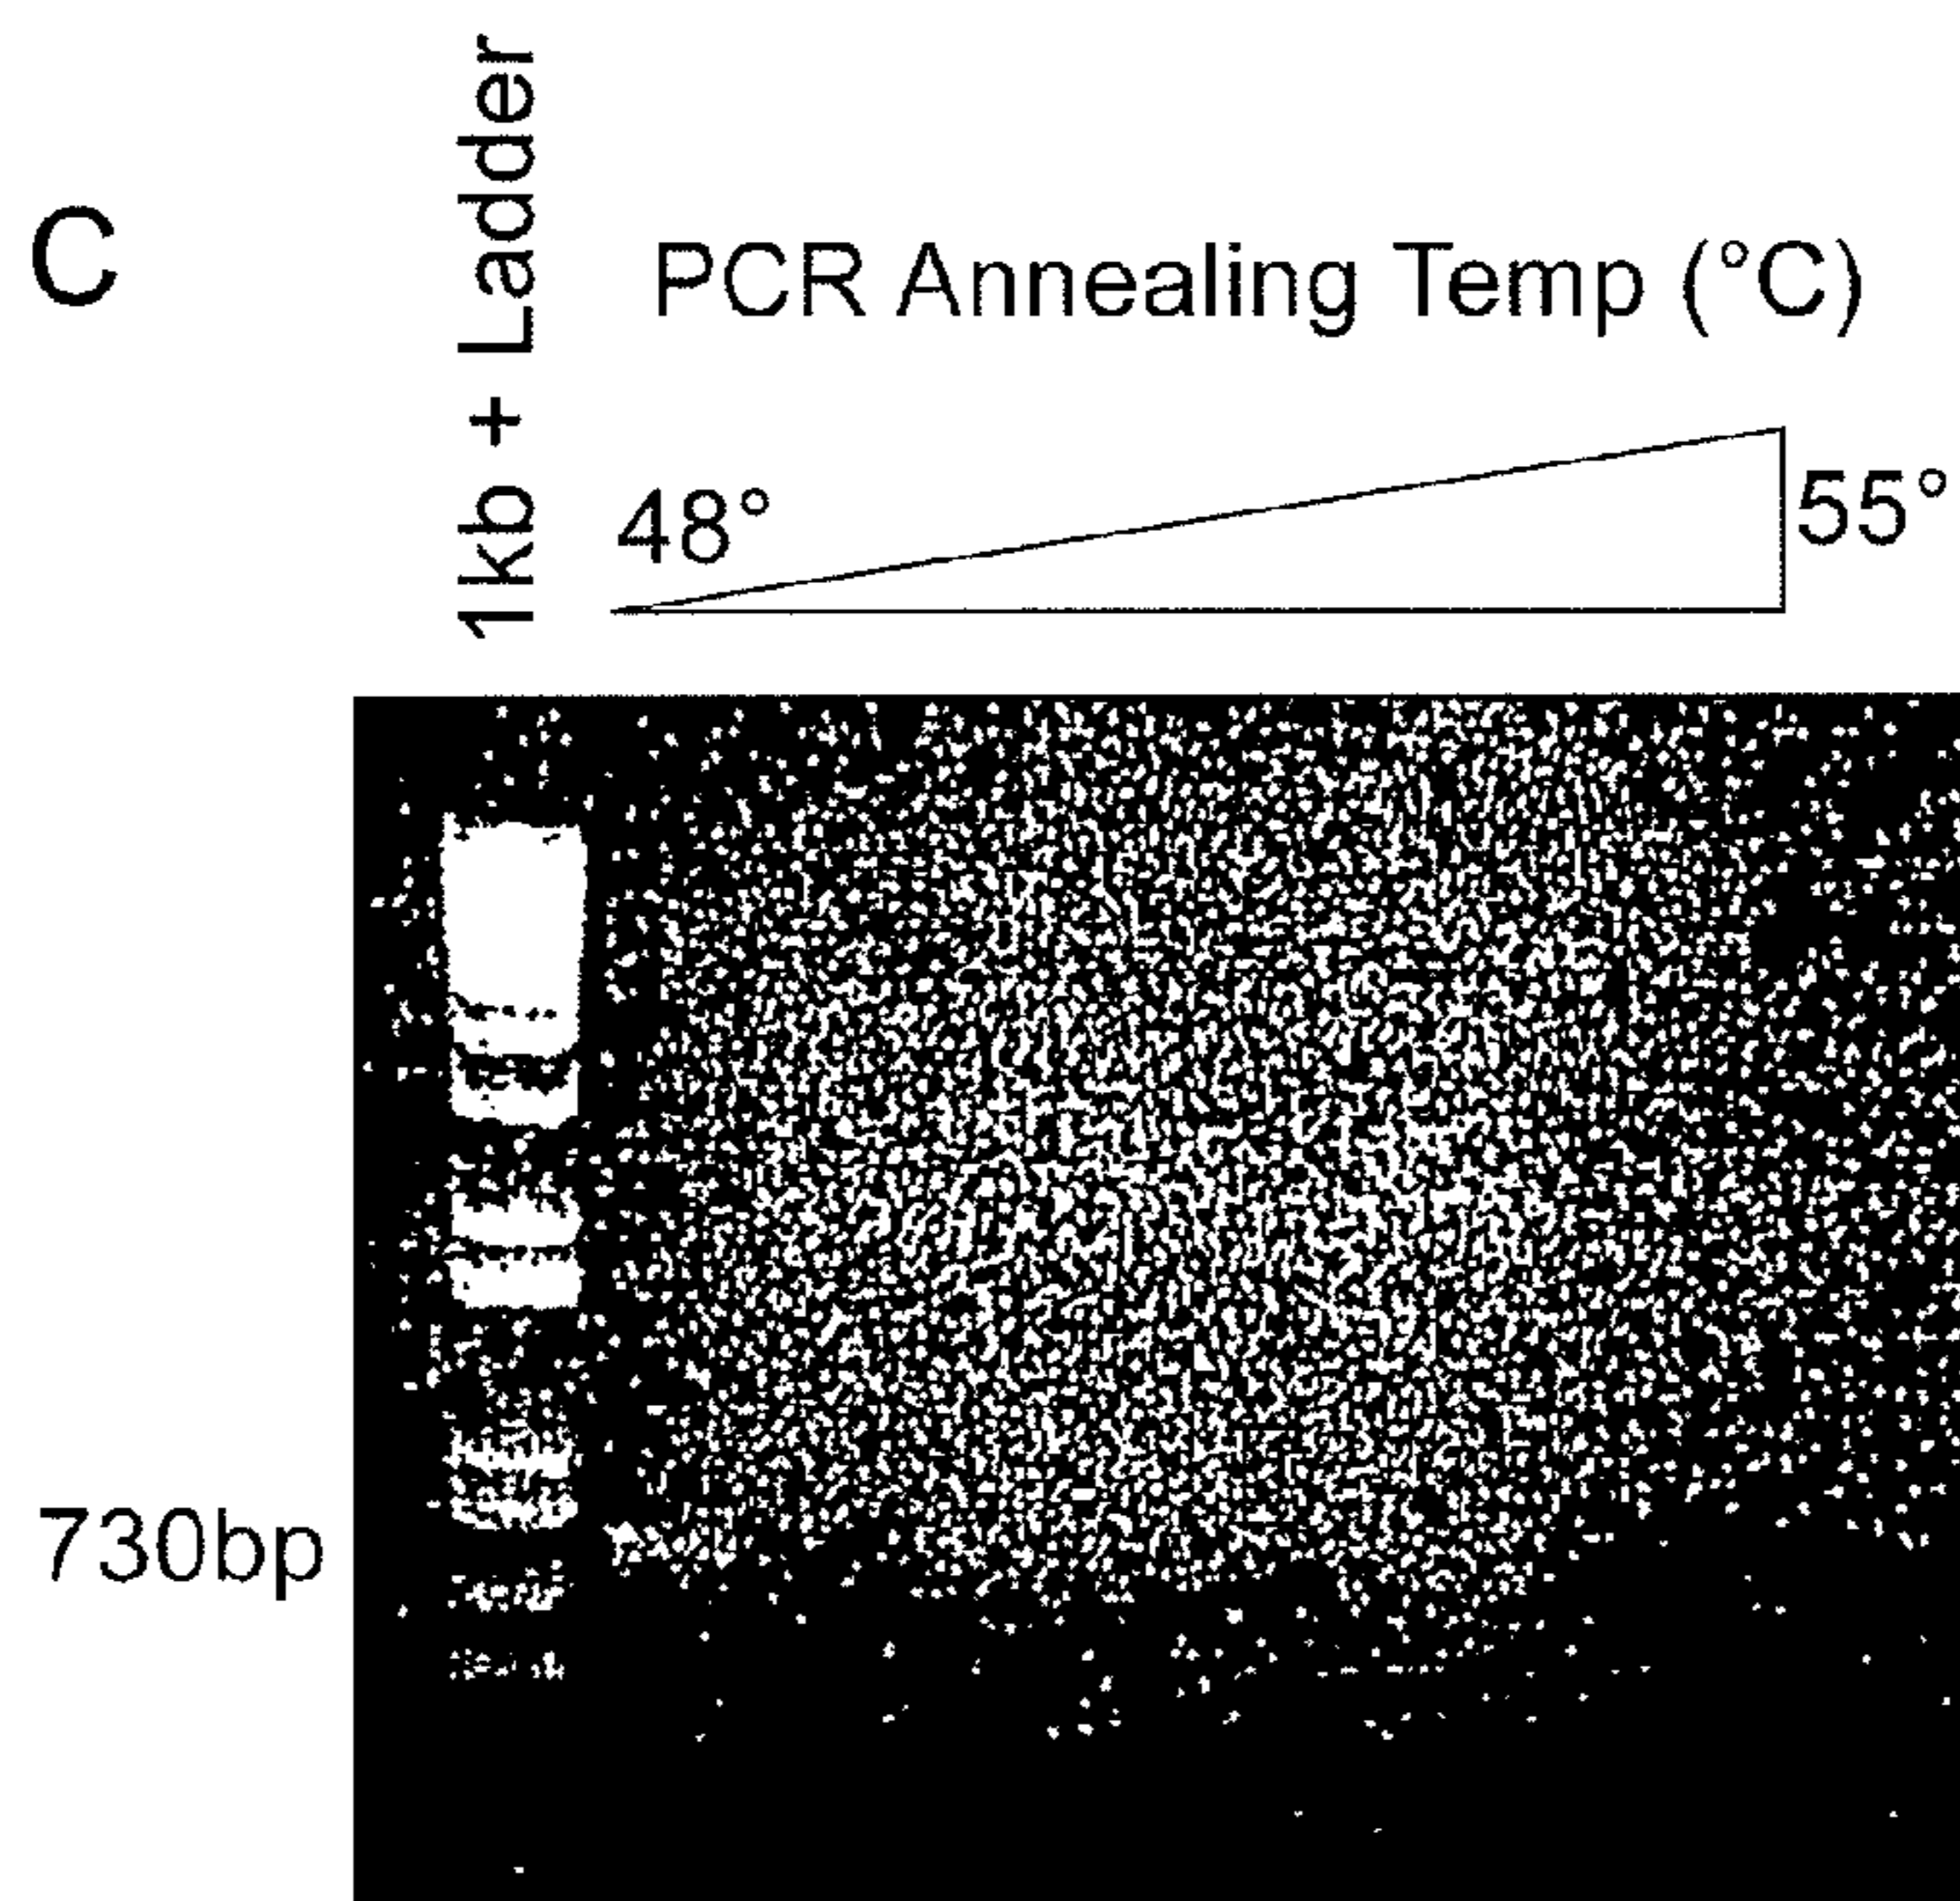 C
1kb + Ladder
PCR Annealing Temp (°C)
48°
55°
730bp